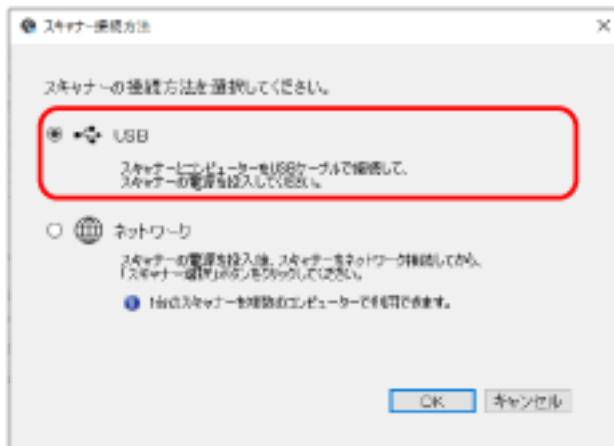 スキャナー接続方法
スキャナーの接続方法を選択してください。
USB
スキャナーとコンピューターをUSBケーブルで接続して、
スキャナーの電源を投入してください。
ネットワーク
スキャナーの電源を投入後、スキャナーをネットワーク接続してから、
「スキャナー選択」ボタンをクリックしてください。
1台のスキャナーを複数のコンピューターで利用できます。
OK
キャンセル